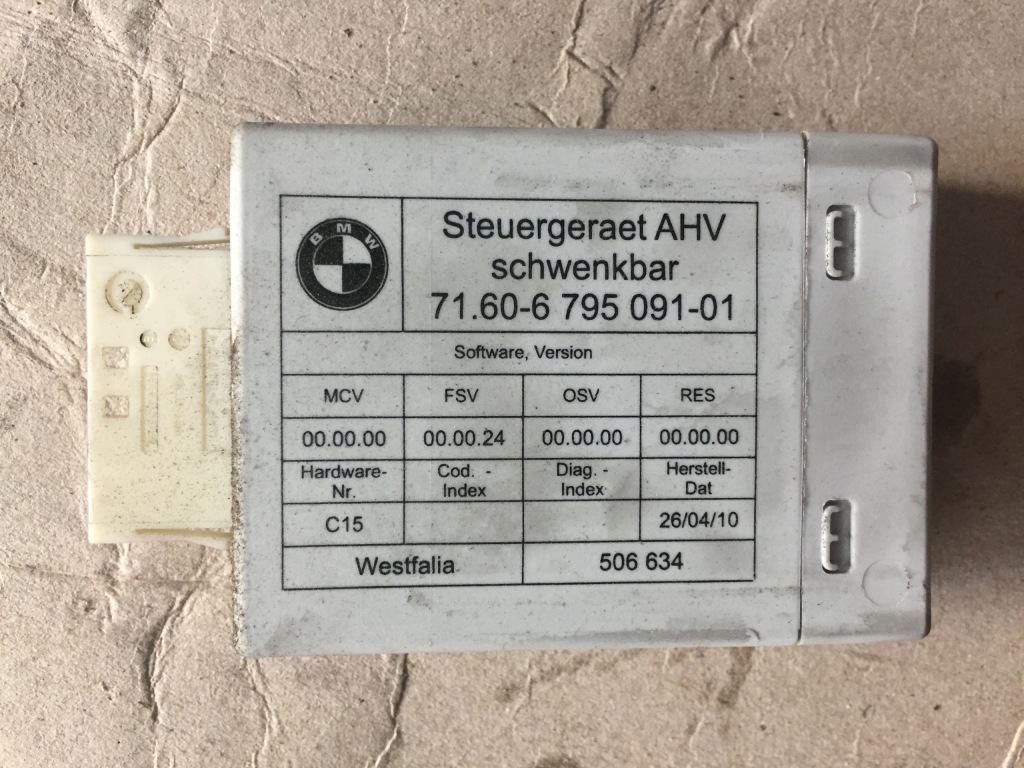 BMW
Steuergeraet AHV
schwenkbar
71.60-6 795 091-01
Software, Version
MCV FSV OSV RES
00.00.00 00.00.24 00.00.00 00.00.00
Hardware- Cod. - Diag. - Herstell-
Nr. Index Index Dat
C15 26/04/10
Westfalia 506 634